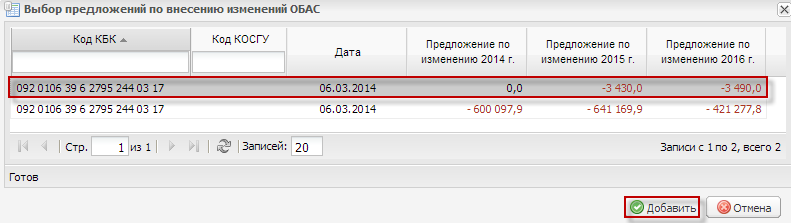 Выбор предложений по внесению изменений ОБАС
Код КБК Код КОСГУ Дата Предложение по изменению 2014 г. Предложение по изменению 2015 г. Предложение по изменению 2016 г.
092 0106 39 6 2795 244 03 17 06.03.2014 0,0 -3 430,0 -3 490,0
092 0106 39 6 2795 244 03 17 06.03.2014 - 600 097,9 - 641 169,9 - 421 277,8
Стр. 1 из 1 Записей: 20 Записи с 1 по 2, всего 2
Готов
Добавить Отмена